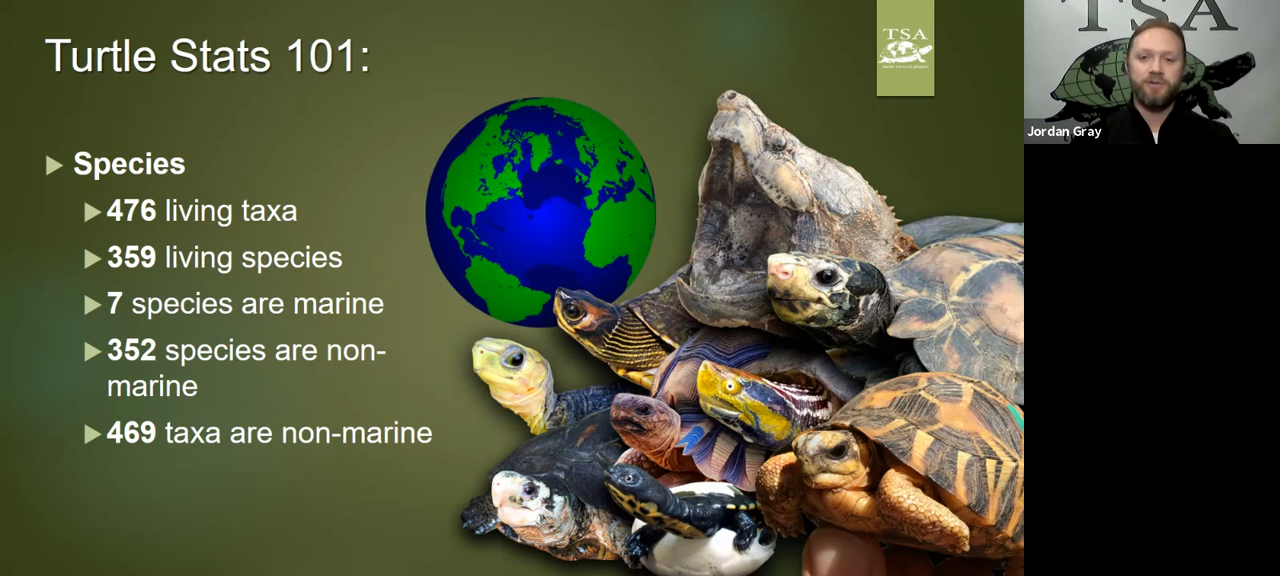 Turtle Stats 101:
TSA
TSA
Jordan Gray
Species
476 living taxa
359 living species
7 species are marine
352 species are non-
marine
469 taxa are non-marine